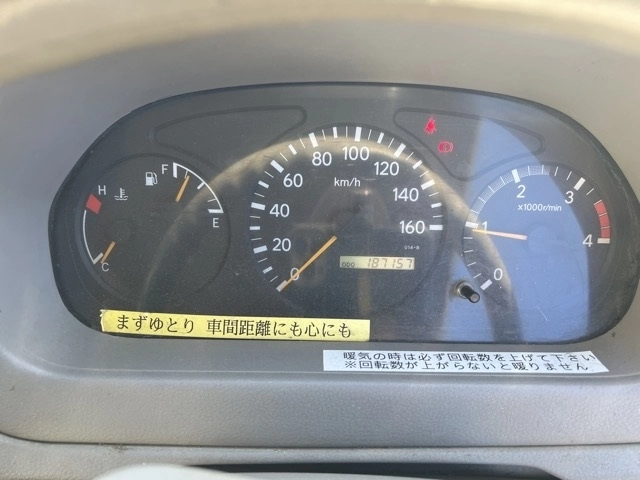 80 100 120
60 km/h 140
40 160
20
0
014-B
ODO 187157
F
E
H
C
1 2 3 4
x1000r/min
0
まずゆとり 車間距離にも心にも
暖気の時は必ず回転数を上げて下さい
※回転数が上がらないと暖りません